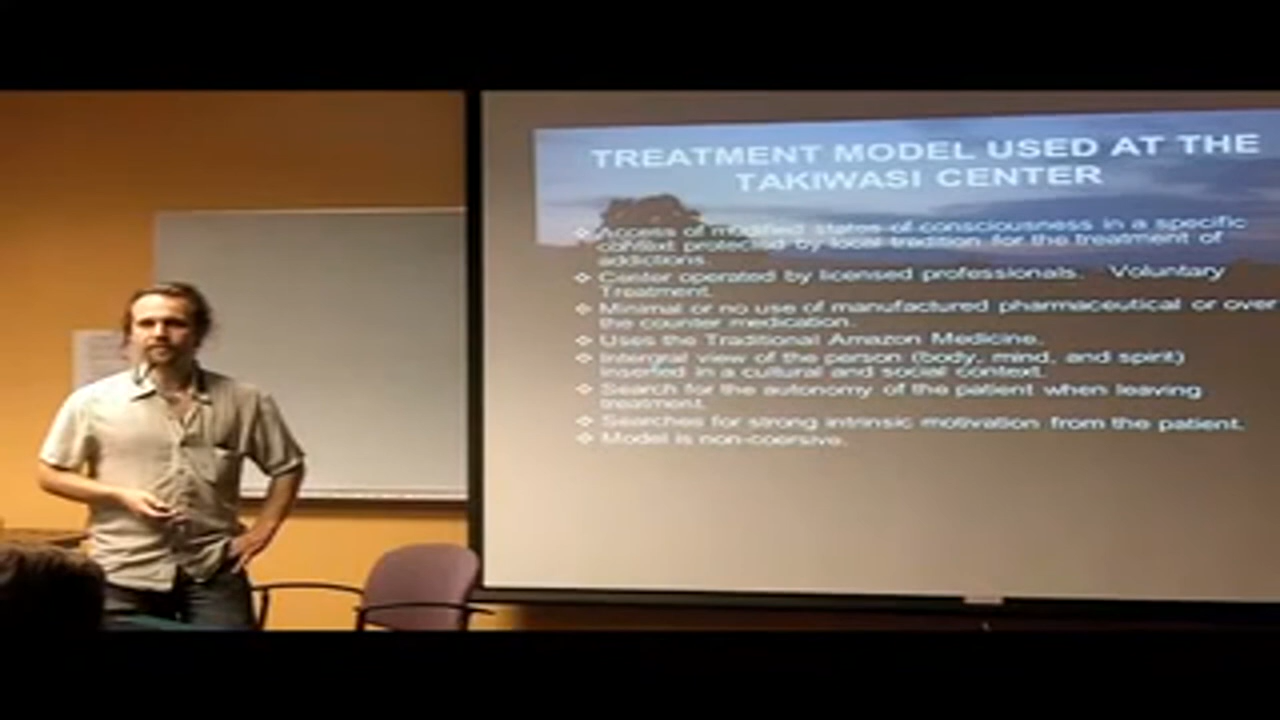 TREATMENT MODEL USED AT THE
TAKIWASI CENTER
Access of modified states-of-consciousness in a specific
context protected by local tradition for the treatment of
addictions.
Center operated by licensed professionals. Voluntary
Treatment.
Minimal or no use of manufactured pharmaceutical or over
the counter medication.
Uses the Traditional Amazon Medicine.
Intergral view of the person (body, mind, and spirit)
inserted in a cultural and social context.
Search for the autonomy of the patient when leaving
treatment.
Searches for strong intrinsic motivation from the patient.
Model is non-coersive.